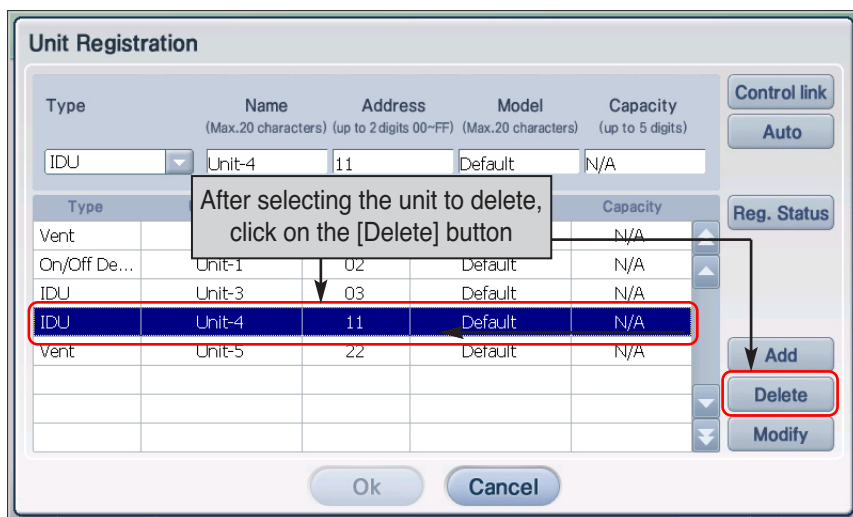 Unit Registration
Type Name Address Model Capacity Control link
(Max.20 characters) (up to 2 digits 00~FF) (Max.20 characters) (up to 5 digits)
Auto
IDU Unit-4 11 Default N/A
After selecting the unit to delete,
click on the [Delete] button
Type Capacity Reg. Status
Vent N/A
On/Off De... Unit-1 02 Default N/A
IDU Unit-3 03 Default N/A
IDU Unit-4 11 Default N/A
Vent Unit-5 22 Default N/A
Add
Delete
Modify
Ok Cancel